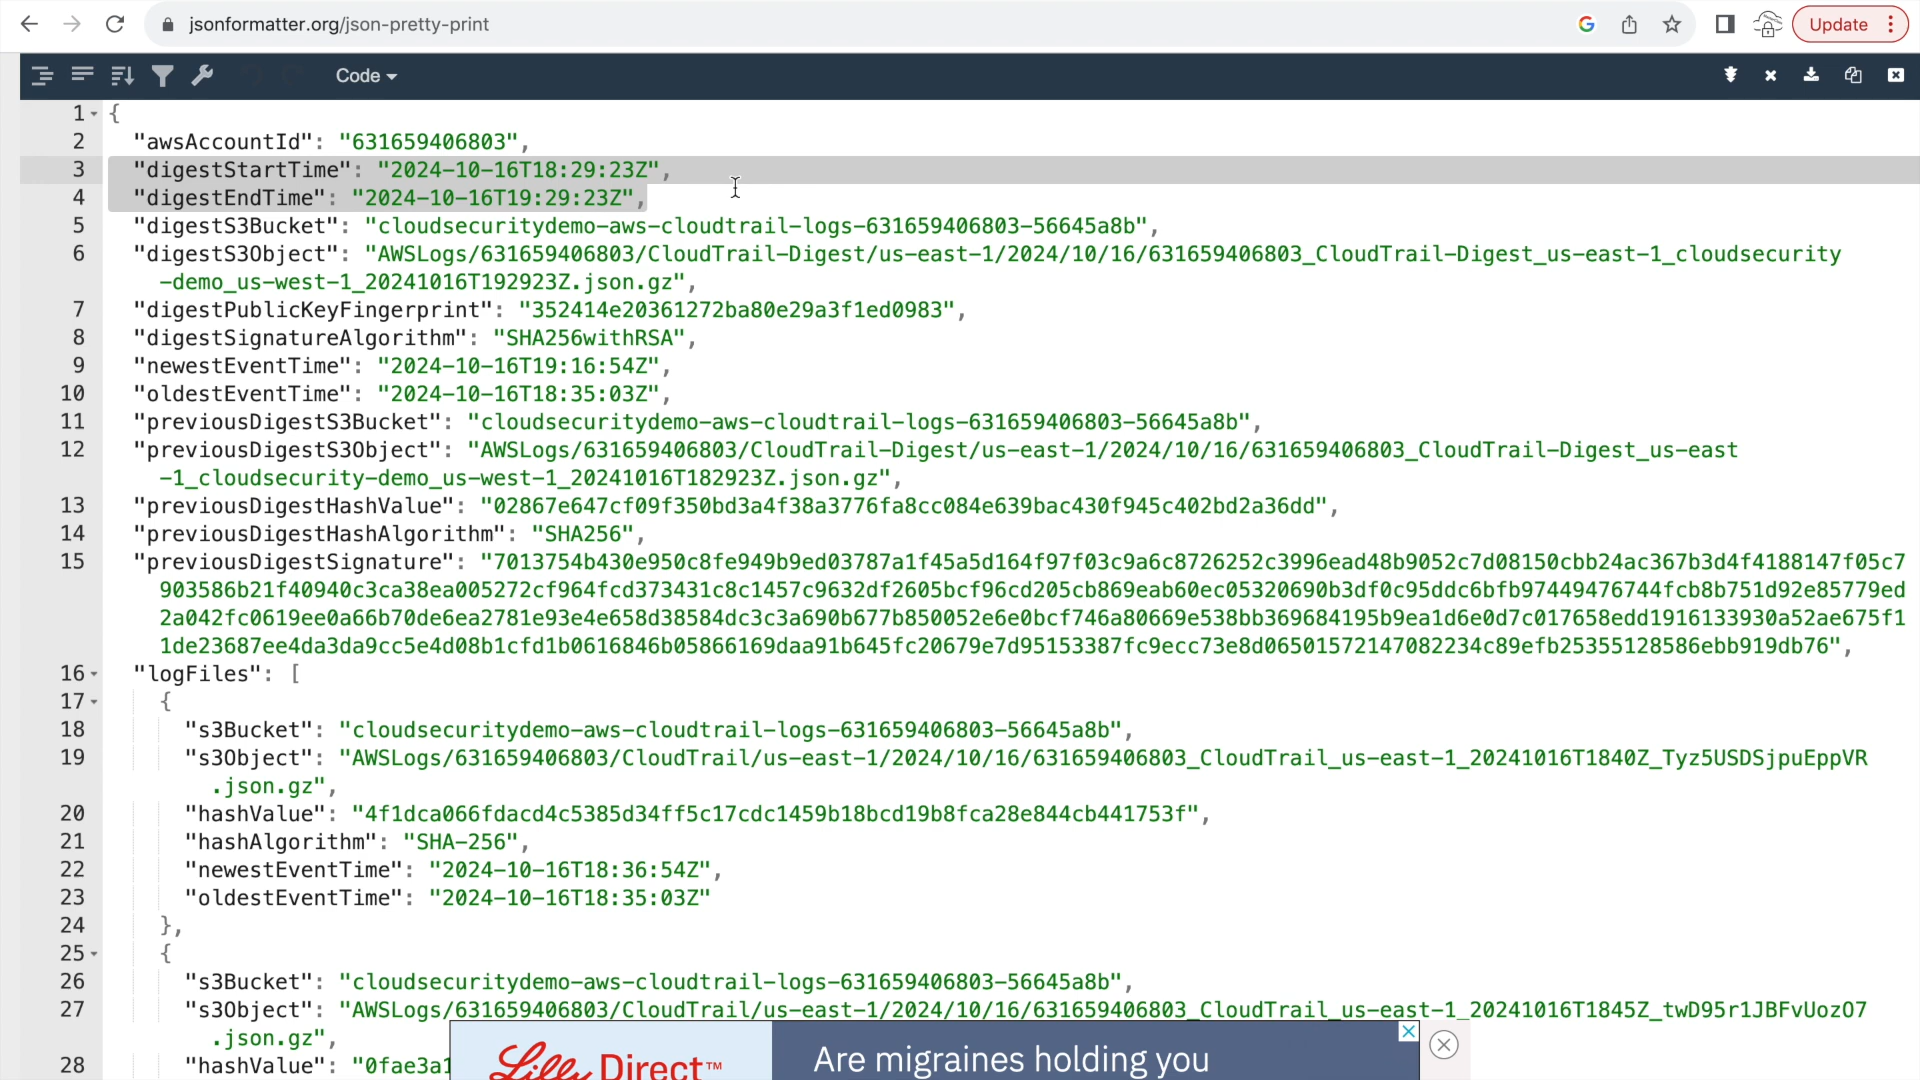 jsonformatter.org/json-pretty-print
Update
Code
1 {
2 "awsAccountId": "631659406803",
3 "digestStartTime": "2024-10-16T18:29:23Z",
4 "digestEndTime": "2024-10-16T19:29:23Z",
5 "digestS3Bucket": "cloudsecuritydemo-aws-cloudtrail-logs-631659406803-56645a8b",
6 "digestS3Object": "AWSLogs/631659406803/CloudTrail-Digest/us-east-1/2024/10/16/631659406803_CloudTrail-Digest_us-east-1_cloudsecurity
-demo_us-west-1_20241016T192923Z.json.gz",
7 "digestPublicKeyFingerprint": "352414e20361272ba80e29a3f1ed0983",
8 "digestSignatureAlgorithm": "SHA256withRSA",
9 "newestEventTime": "2024-10-16T19:16:54Z",
10 "oldestEventTime": "2024-10-16T18:35:03Z",
11 "previousDigestS3Bucket": "cloudsecuritydemo-aws-cloudtrail-logs-631659406803-56645a8b",
12 "previousDigestS3Object": "AWSLogs/631659406803/CloudTrail-Digest/us-east-1/2024/10/16/631659406803_CloudTrail-Digest_us-east
-1_cloudsecurity-demo_us-west-1_20241016T182923Z.json.gz",
13 "previousDigestHashValue": "02867e647cf09f350bd3a4f38a3776fa8cc084e639bac430f945c402bd2a36dd",
14 "previousDigestHashAlgorithm": "SHA256",
15 "previousDigestSignature": "7013754b430e950c8fe949b9ed03787a1f45a5d164f97f03c9a6c8726252c3996ead48b9052c7d08150cbb24ac367b3d4f4188147f05c7
903586b21f40940c3ca38ea005272cf964fcd373431c8c1457c9632df2605bcf96cd205cb869eab60ec05320690b3df0c95ddc6bfb97449476744fcb8b751d92e85779ed
2a042fc0619ee0a66b70de6ea2781e93e4e658d38584dc3c3a690b677b850052e6e0bcf746a80669e538bb369684195b9ea1d6e0d7c017658edd1916133930a52ae675f1
1de23687ee4da3da9cc5e4d08b1cfd1b0616846b05866169daa91b645fc20679e7d95153387fc9ecc73e8d06501572147082234c89efb25355128586ebb919db76",
16 "logFiles": [
17 {
18 "s3Bucket": "cloudsecuritydemo-aws-cloudtrail-logs-631659406803-56645a8b",
19 "s3Object": "AWSLogs/631659406803/CloudTrail/us-east-1/2024/10/16/631659406803_CloudTrail_us-east-1_20241016T1840Z_Tyz5USDSjpuEppVR
.json.gz",
20 "hashValue": "4f1dca066fdacd4c5385d34ff5c17cdc1459b18bcd19b8fca28e844cb441753f",
21 "hashAlgorithm": "SHA-256",
22 "newestEventTime": "2024-10-16T18:36:54Z",
23 "oldestEventTime": "2024-10-16T18:35:03Z"
24 },
25 {
26 "s3Bucket": "cloudsecuritydemo-aws-cloudtrail-logs-631659406803-56645a8b",
27 "s3Object": "AWSLogs/631659406803/CloudTrail/us-east-1/2024/10/16/631659406803_CloudTrail_us-east-1_20241016T1845Z_twD95r1JBFvUozO7
.json.gz",
28 "hashValue": "0fae3a1
Lilly Direct™
Are migraines holding you